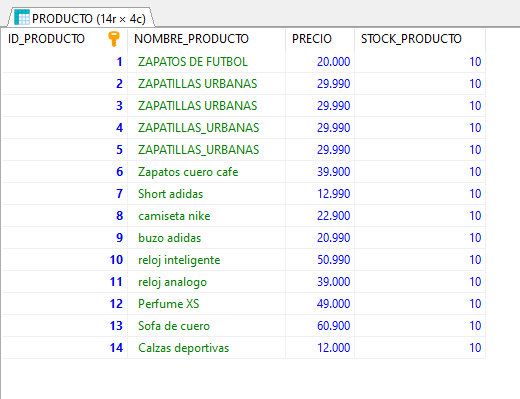 PRODUCTO (14r × 4c)
ID_PRODUCTO NOMBRE_PRODUCTO PRECIO STOCK_PRODUCTO
1 ZAPATOS DE FUTBOL 20.000 10
2 ZAPATILLAS URBANAS 29.990 10
3 ZAPATILLAS URBANAS 29.990 10
4 ZAPATILLAS_URBANAS 29.990 10
5 ZAPATILLAS_URBANAS 29.990 10
6 Zapatos cuero cafe 39.900 10
7 Short adidas 12.990 10
8 camiseta nike 22.900 10
9 buzo adidas 20.990 10
10 reloj inteligente 50.990 10
11 reloj analogo 39.000 10
12 Perfume XS 49.000 10
13 Sofa de cuero 60.900 10
14 Calzas deportivas 12.000 10